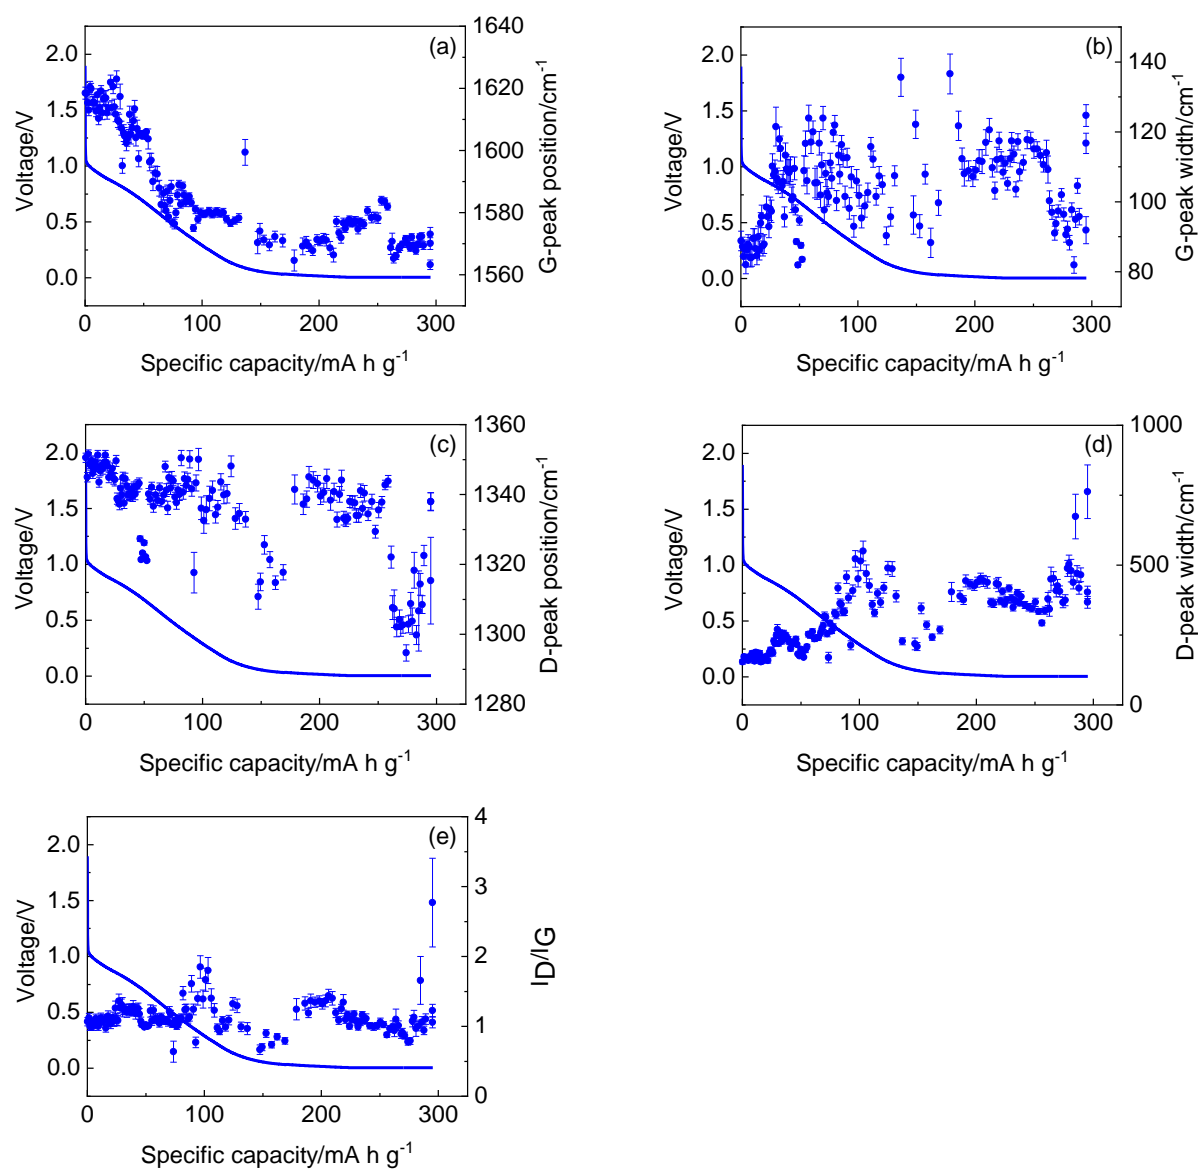 (a)
2.0
1.5
1.0
0.5
0.0
Voltage/V
1640
1620
1600
1580
1560
G-peak position/cm⁻¹
0 100 200 300
Specific capacity/mA h g⁻¹
(b)
2.0
1.5
1.0
0.5
0.0
Voltage/V
140
120
100
80
G-peak width/cm⁻¹
0 100 200 300
Specific capacity/mA h g⁻¹
(c)
2.0
1.5
1.0
0.5
0.0
Voltage/V
1360
1340
1320
1300
1280
D-peak position/cm⁻¹
0 100 200 300
Specific capacity/mA h g⁻¹
(d)
2.0
1.5
1.0
0.5
0.0
Voltage/V
1000
500
0
D-peak width/cm⁻¹
0 100 200 300
Specific capacity/mA h g⁻¹
(e)
2.0
1.5
1.0
0.5
0.0
Voltage/V
4
3
2
1
0
I_D/I_G
0 100 200 300
Specific capacity/mA h g⁻¹